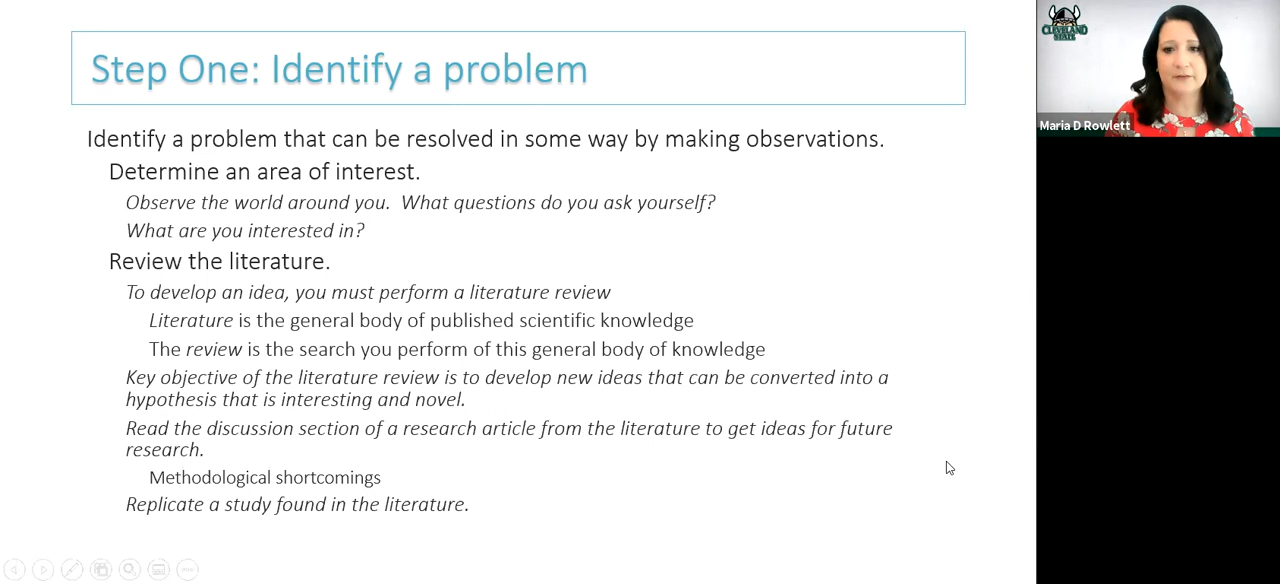 Step One: Identify a problem
Identify a problem that can be resolved in some way by making observations.
Determine an area of interest.
Observe the world around you.  What questions do you ask yourself?
What are you interested in?
Review the literature.
To develop an idea, you must perform a literature review
Literature is the general body of published scientific knowledge
The review is the search you perform of this general body of knowledge
Key objective of the literature review is to develop new ideas that can be converted into a
hypothesis that is interesting and novel.
Read the discussion section of a research article from the literature to get ideas for future
research.
Methodological shortcomings
Replicate a study found in the literature.
CLEVELAND
STATE
Maria D Rowlett